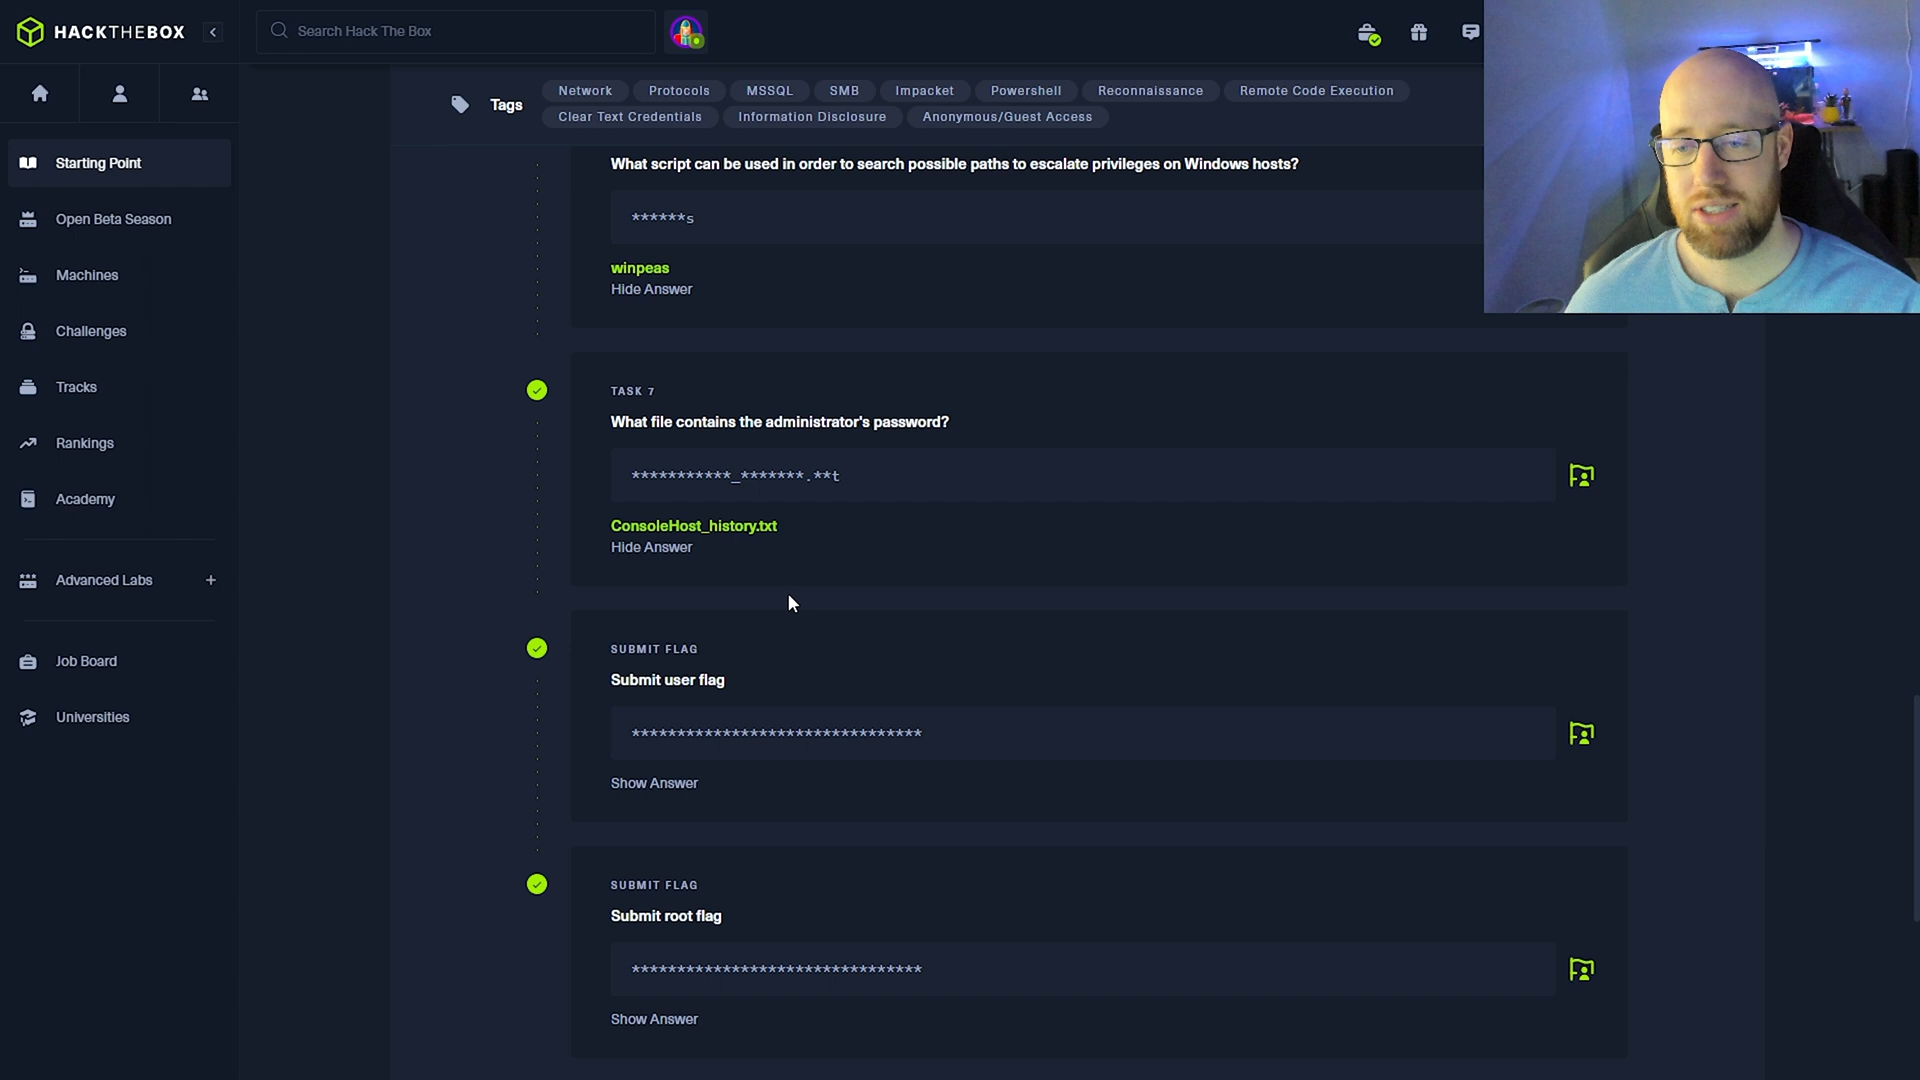 HACKTHEBOX
Search Hack The Box
Starting Point
Open Beta Season
Machines
Challenges
Tracks
Rankings
Academy
Advanced Labs +
Job Board
Universities
Tags
Network Protocols MSSQL SMB Impacket Powershell Reconnaissance Remote Code Execution
Clear Text Credentials Information Disclosure Anonymous/Guest Access
What script can be used in order to search possible paths to escalate privileges on Windows hosts?
******s
winpeas
Hide Answer
TASK 7
What file contains the administrator's password?
***********_*******.**t
ConsoleHost_history.txt
Hide Answer
SUBMIT FLAG
Submit user flag
********************************
Show Answer
SUBMIT FLAG
Submit root flag
********************************
Show Answer